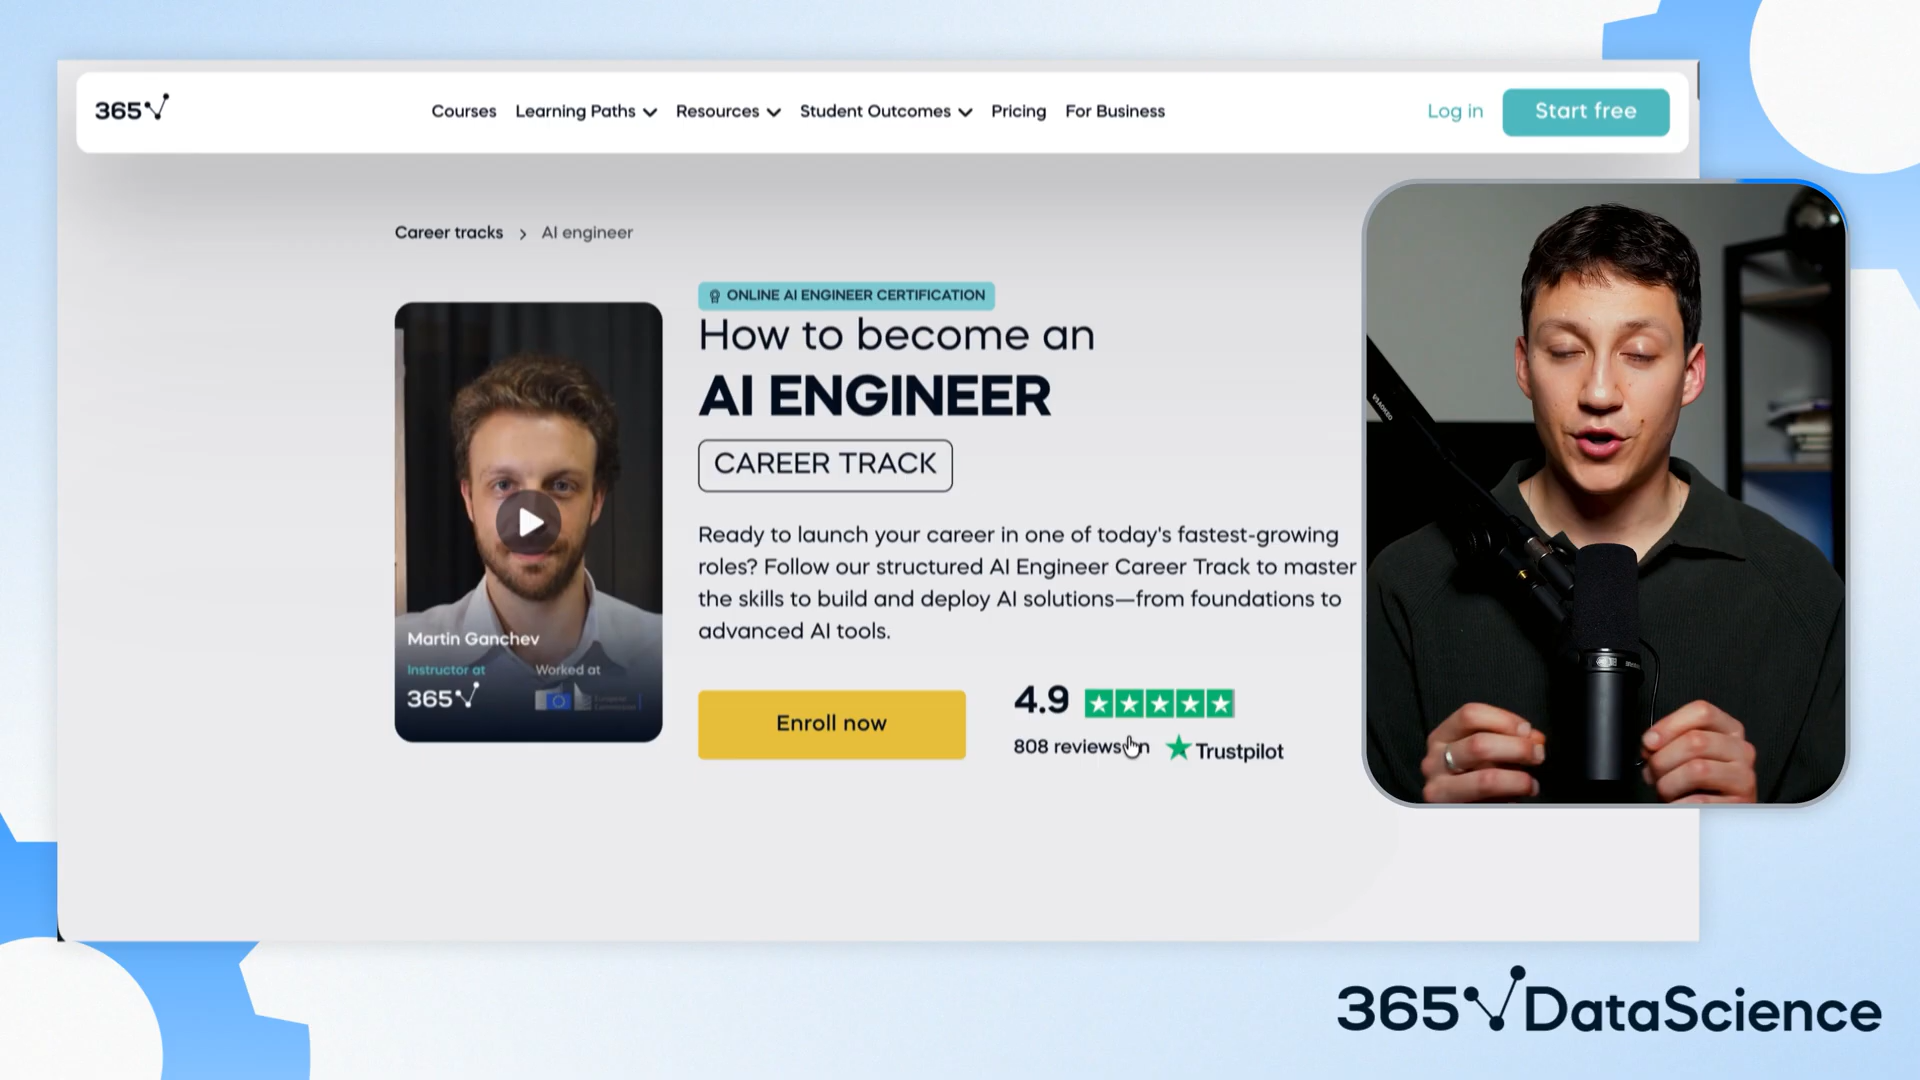 365
Courses
Learning Paths
Resources
Student Outcomes
Pricing
For Business
Log in
Start free
Career tracks > AI engineer
ONLINE AI ENGINEER CERTIFICATION
How to become an
AI ENGINEER
CAREER TRACK
Ready to launch your career in one of today's fastest-growing
roles? Follow our structured AI Engineer Career Track to master
the skills to build and deploy AI solutions—from foundations to
advanced AI tools.
Martin Ganchev
Instructor at
Worked at
365
Enroll now
4.9
808 reviews
Trustpilot
365 DataScience